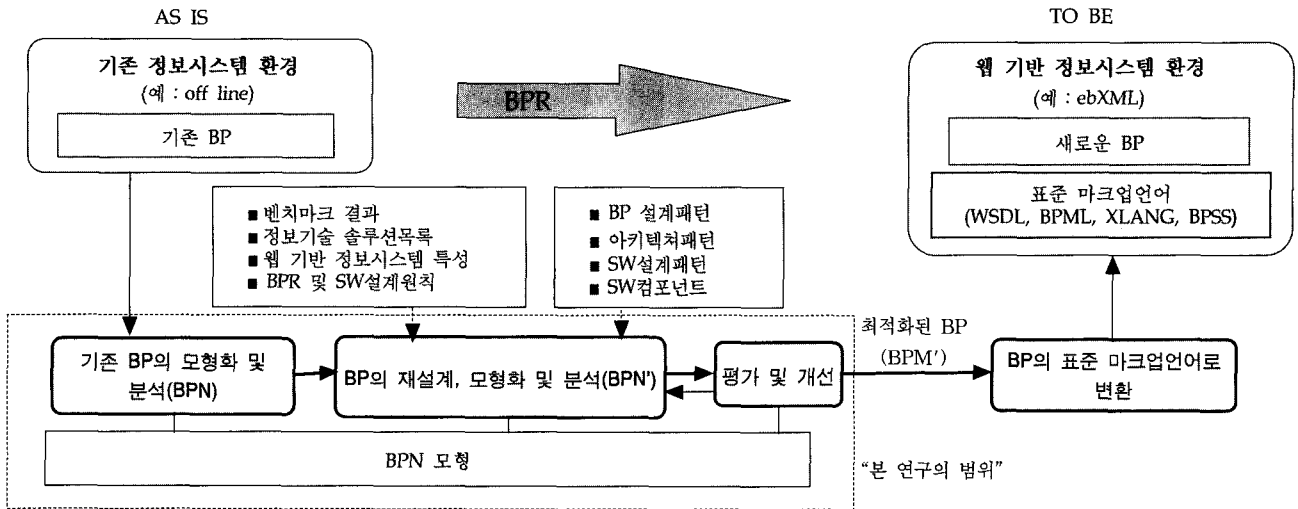 AS IS
TO BE
기존 정보시스템 환경
(예 : off line)
기존 BP
BPR
웹 기반 정보시스템 환경
(예 : ebXML)
새로운 BP
표준 마크업언어
(WSDL, BPML, XLANG, BPSS)
■ 벤치마크 결과
■ 정보기술 솔루션목록
■ 웹 기반 정보시스템 특성
■ BPR 및 SW설계원칙
■ BP 설계패턴
■ 아키텍쳐패턴
■ SW설계패턴
■ SW컴포넌트
기존 BP의 모형화 및
분석(BPN)
BP의 재설계, 모형화 및 분석(BPN')
평가 및 개선
최적화된 BP
(BPM')
BP의 표준 마크업언어로
변환
BPN 모형
“본 연구의 범위”